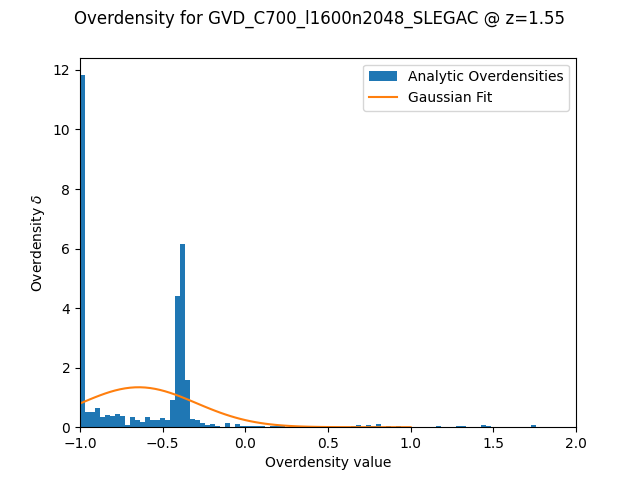 Overdensity for GVD_C700_l1600n2048_SLEGAC @ z=1.55
Analytic Overdensities
Gaussian Fit
12
10
8
6
4
2
0
Overdensity δ
−1.0 −0.5 0.0 0.5 1.0 1.5 2.0
Overdensity value